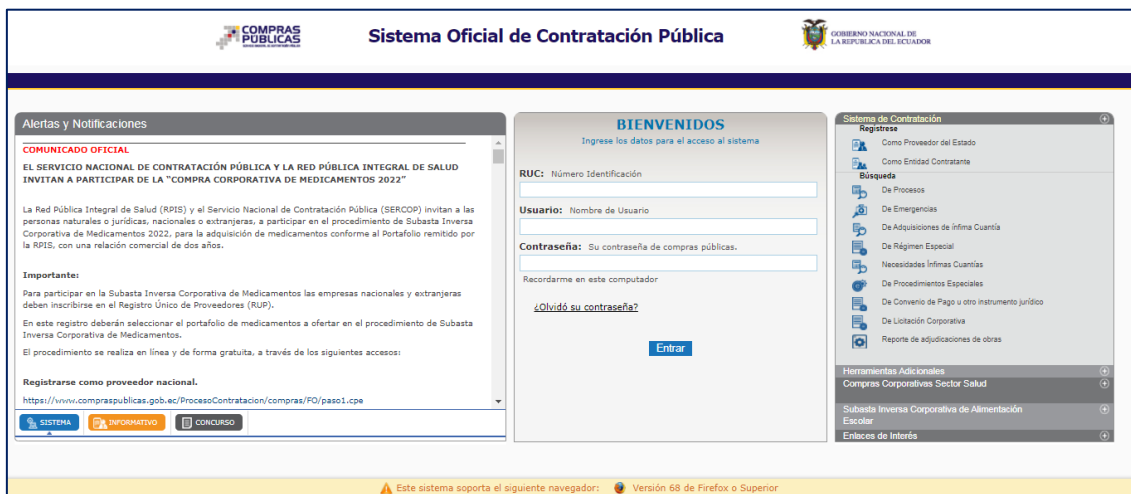 COMPRAS
PÚBLICAS
Sistema Oficial de Contratación Pública
GOBIERNO NACIONAL DE
LA REPUBLICA DEL ECUADOR
Alertas y Notificaciones
COMUNICADO OFICIAL
EL SERVICIO NACIONAL DE CONTRATACIÓN PÚBLICA Y LA RED PÚBLICA INTEGRAL DE SALUD
INVITAN A PARTICIPAR DE LA "COMPRA CORPORATIVA DE MEDICAMENTOS 2022"
La Red Pública Integral de Salud (RPIS) y el Servicio Nacional de Contratación Pública (SERCOP) invitan a las
personas naturales o jurídicas, nacionales o extranjeras, a participar en el procedimiento de Subasta Inversa
Corporativa de Medicamentos 2022, para la adquisición de medicamentos conforme al Portafolio remitido por
la RPIS, con una relación comercial de dos años.
Importante:
Para participar en la Subasta Inversa Corporativa de Medicamentos las empresas nacionales y extranjeras
deben inscribirse en el Registro Único de Proveedores (RUP).
En este registro deberán seleccionar el portafolio de medicamentos a ofertar en el procedimiento de Subasta
Inversa Corporativa de Medicamentos.
El procedimiento se realiza en línea y de forma gratuita, a través de los siguientes accesos:
Registrarse como proveedor nacional.
https://www.compraspublicas.gob.ec/ProcesoContratacion/compras/FO/paso1.cpe
SISTEMA
INFORMATIVO
CONCURSO
BIENVENIDOS
Ingrese los datos para el acceso al sistema
RUC: Número Identificación
Usuario: Nombre de Usuario
Contraseña: Su contraseña de compras públicas.
Recordarme en este computador
¿Olvidó su contraseña?
Entrar
Sistema de Contratación
Regístrese
Como Proveedor del Estado
Como Entidad Contratante
Búsqueda
De Procesos
De Emergencias
De Adquisiciones de ínfima Cuantía
De Régimen Especial
Necesidades Ínfimas Cuantías
De Procedimientos Especiales
De Convenio de Pago u otro instrumento jurídico
De Licitación Corporativa
Reporte de adjudicaciones de obras
Herramientas Adicionales
Compras Corporativas Sector Salud
Subasta Inversa Corporativa de Alimentación
Escolar
Enlaces de Interés
Este sistema soporta el siguiente navegador: Versión 68 de Firefox o Superior